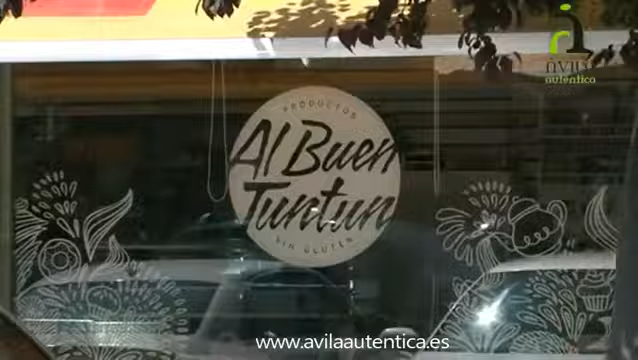 ávila
auténtica
PRODUCTOS
Al Buen
Tuntun
SIN GLUTEN
www.avilaautentica.es